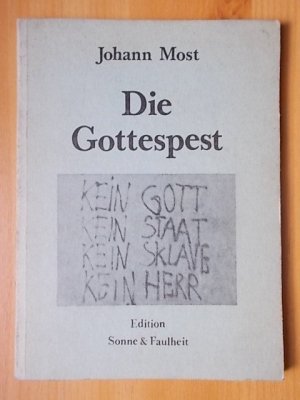 Johann Most
Die
Gottespest
KEIN GOTT
KEIN STAAT
KEIN SKLAVE
KEIN HERR
Edition
Sonne & Faulheit